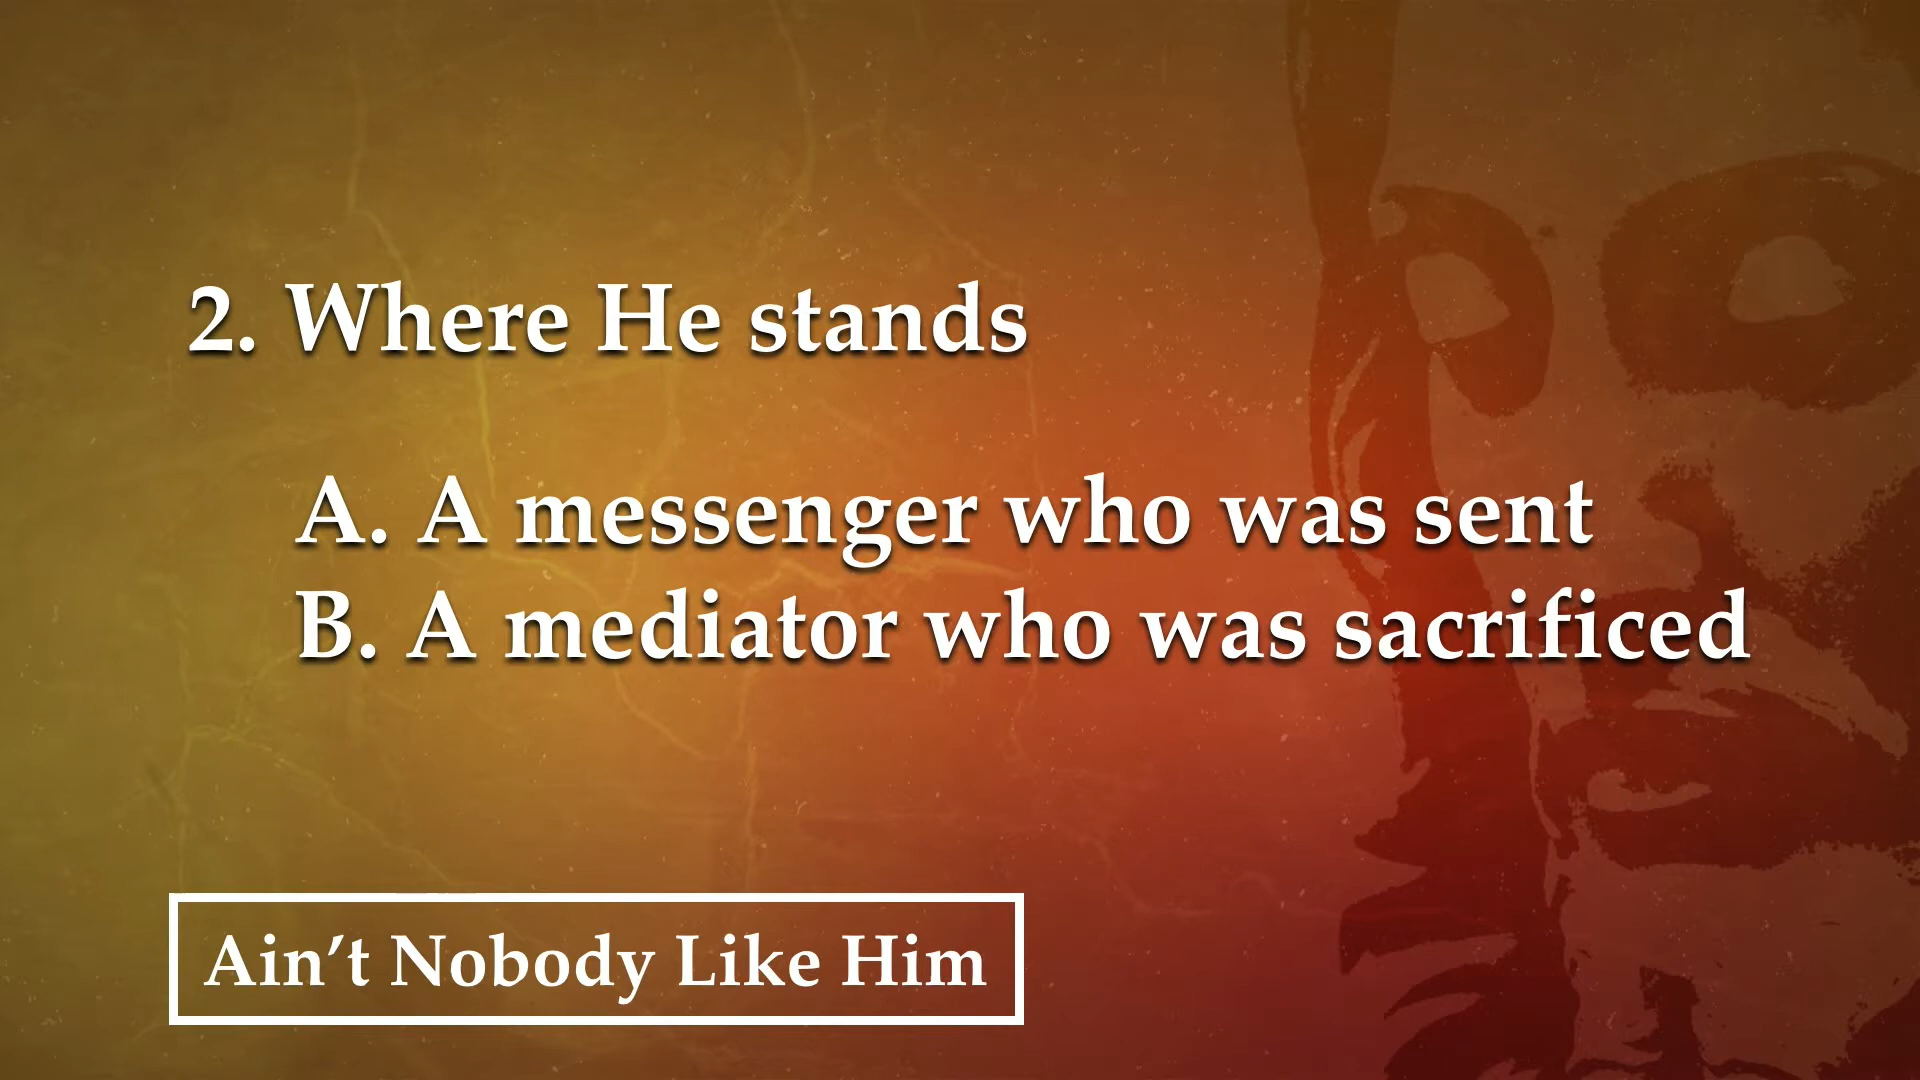 2. Where He stands
A. A messenger who was sent
B. A mediator who was sacrificed
Ain’t Nobody Like Him